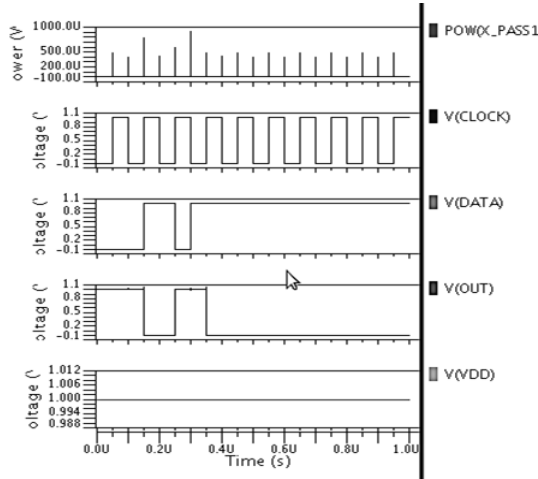 1000.0U
500.0U
200.0U
-100.0U
ower (V
POW(X_PASS1
1.1
0.8
0.5
0.2
-0.1
oltage ('
V(CLOCK)
1.1
0.8
0.5
0.2
-0.1
oltage ('
V(DATA)
1.1
0.8
0.5
0.2
-0.1
oltage ('
V(OUT)
1.012
1.006
1.000
0.994
0.988
oltage ('
V(VDD)
0.0U 0.2U 0.4U 0.6U 0.8U 1.0U
Time (s)